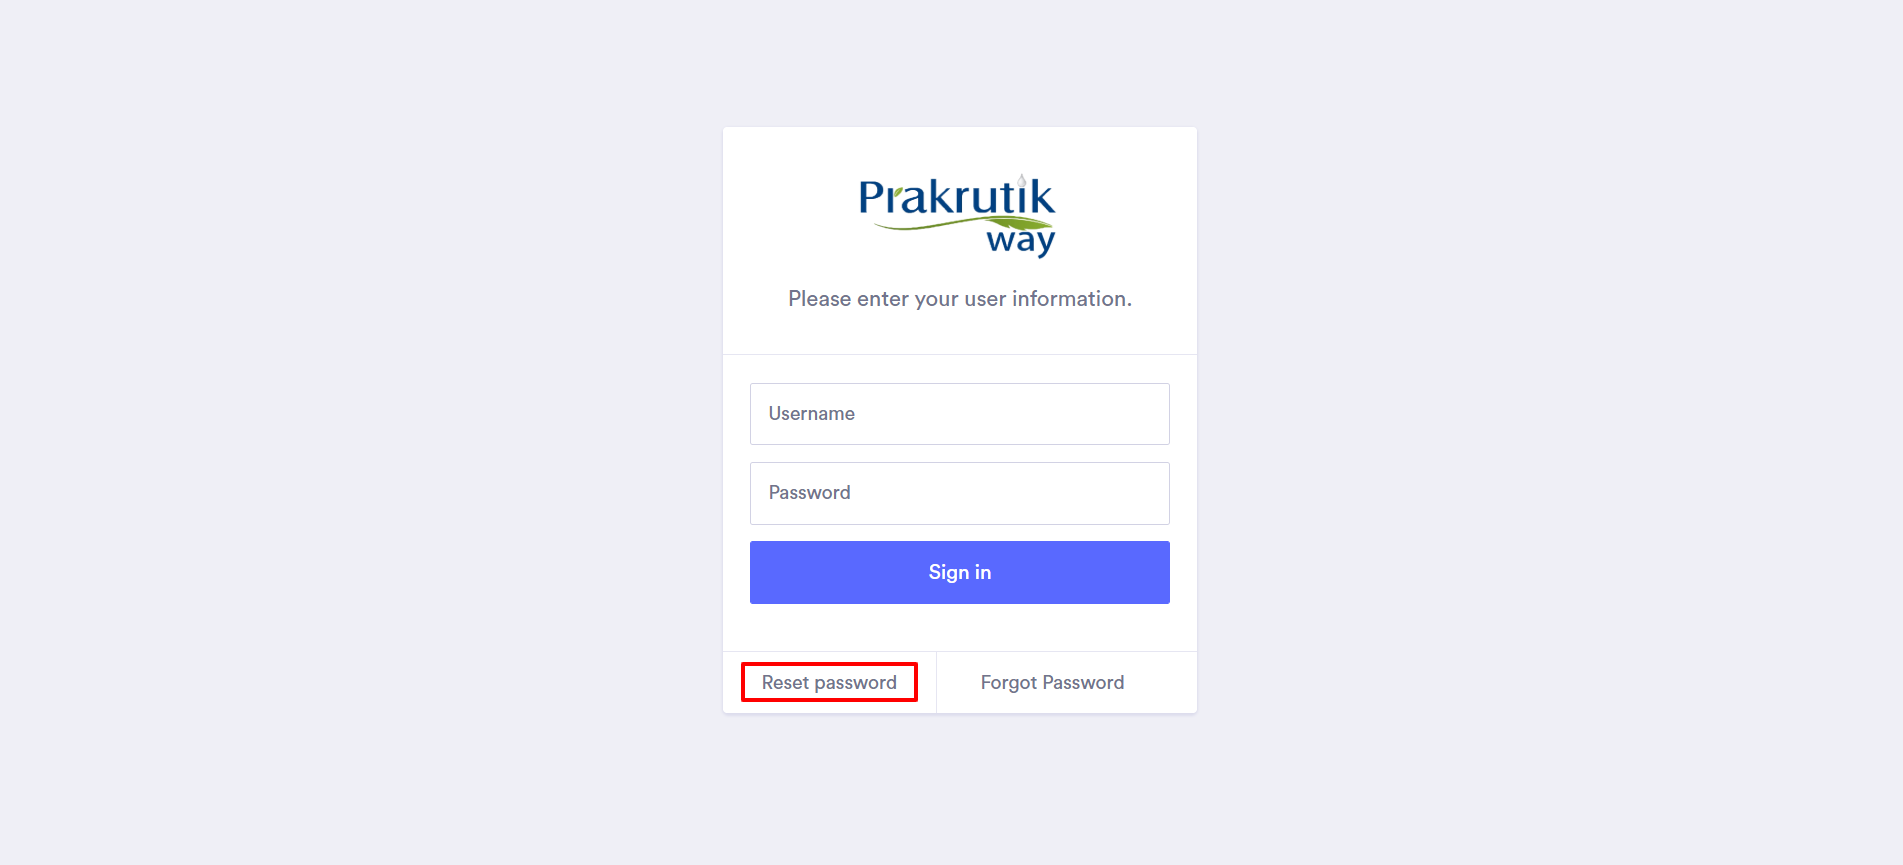 Prakrutik
way
Please enter your user information.
Username
Password
Sign in
Reset password
Forgot Password